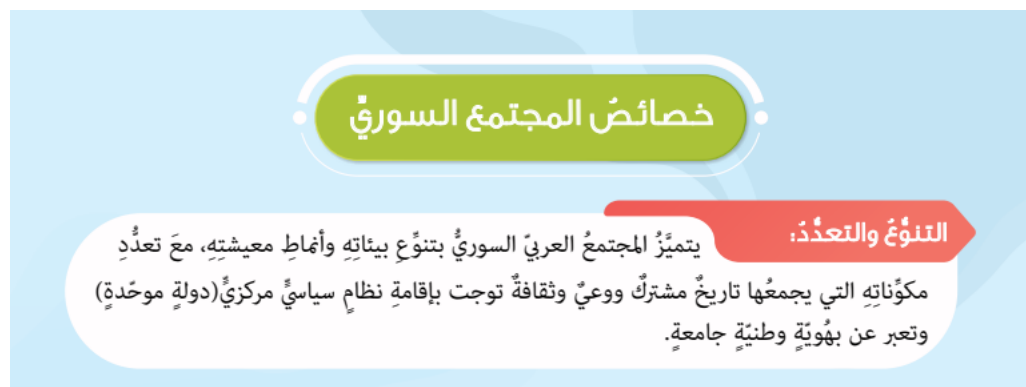 خصائصُ المجتمع السوريِّ
التنوُّعُ والتعدُّدُ:
يتميَّزُ المجتمعُ العربيّ السوريُّ بتنوِّعِ بيئاتِهِ وأنماطِ معيشتِهِ، معَ تعدُّدِ
مكوِّناتِهِ التي يجمعُها تاريخٌ مشتركٌ ووعيٌ وثقافةٌ توجت بإقامةِ نظامٍ سياسيٍّ مركزيٍّ(دولةٍ موحّدةٍ)
وتعبر عن بهُويّةٍ وطنيّةٍ جامعةٍ.